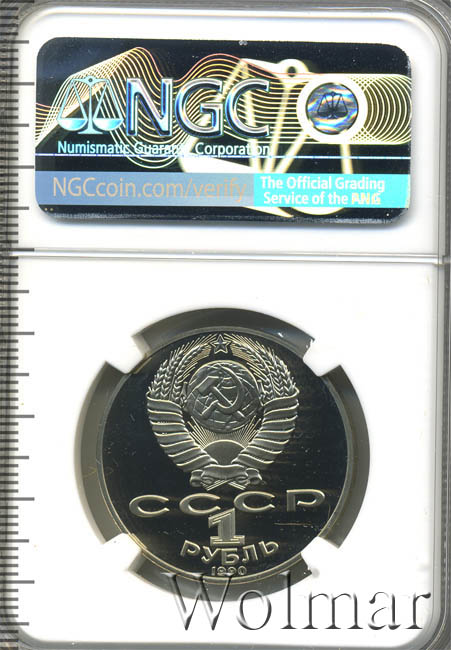 NGC
Numismatic Guaranty Corporation
NGCcoin.com/verify
The Official Grading
Service of the PNG
СССР
1
РУБЛЬ
1990
Wolmar